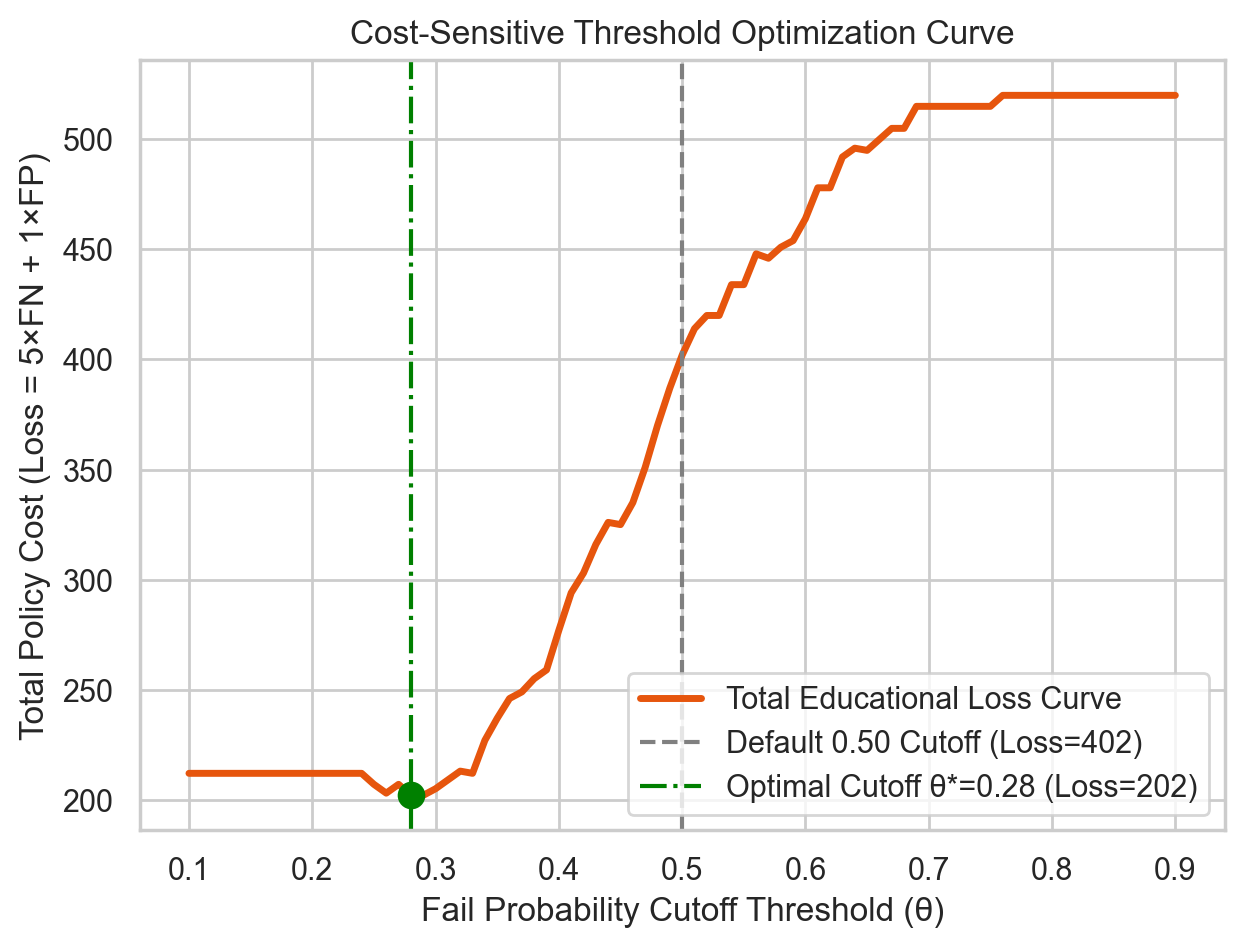 Cost-Sensitive Threshold Optimization Curve
Total Policy Cost (Loss = 5×FN + 1×FP)
500
450
400
350
300
250
200
Total Educational Loss Curve
Default 0.50 Cutoff (Loss=402)
Optimal Cutoff θ*=0.28 (Loss=202)
0.1 0.2 0.3 0.4 0.5 0.6 0.7 0.8 0.9
Fail Probability Cutoff Threshold (θ)